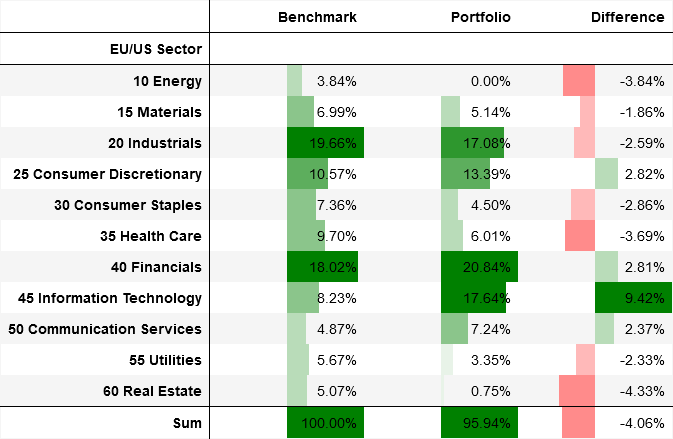 Benchmark Portfolio Difference
EU/US Sector
10 Energy 3.84% 0.00% -3.84%
15 Materials 6.99% 5.14% -1.86%
20 Industrials 19.66% 17.08% -2.59%
25 Consumer Discretionary 10.57% 13.39% 2.82%
30 Consumer Staples 7.36% 4.50% -2.86%
35 Health Care 9.70% 6.01% -3.69%
40 Financials 18.02% 20.84% 2.81%
45 Information Technology 8.23% 17.64% 9.42%
50 Communication Services 4.87% 7.24% 2.37%
55 Utilities 5.67% 3.35% -2.33%
60 Real Estate 5.07% 0.75% -4.33%
Sum 100.00% 95.94% -4.06%